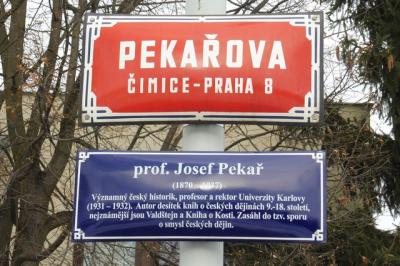 PEKAŘOVA
ČIMICE-PRAHA 8
prof. Josef Pekař
(1870 1937)
Významný český historik, profesor a rektor Univerzity Karlovy
(1931 – 1932). Autor desítek knih o českých dějinách 9.-18. století,
nejznámější jsou Valdštejn a Kniha o Kosti. Zasáhl do tzv. sporu
o smysl českých dějin.